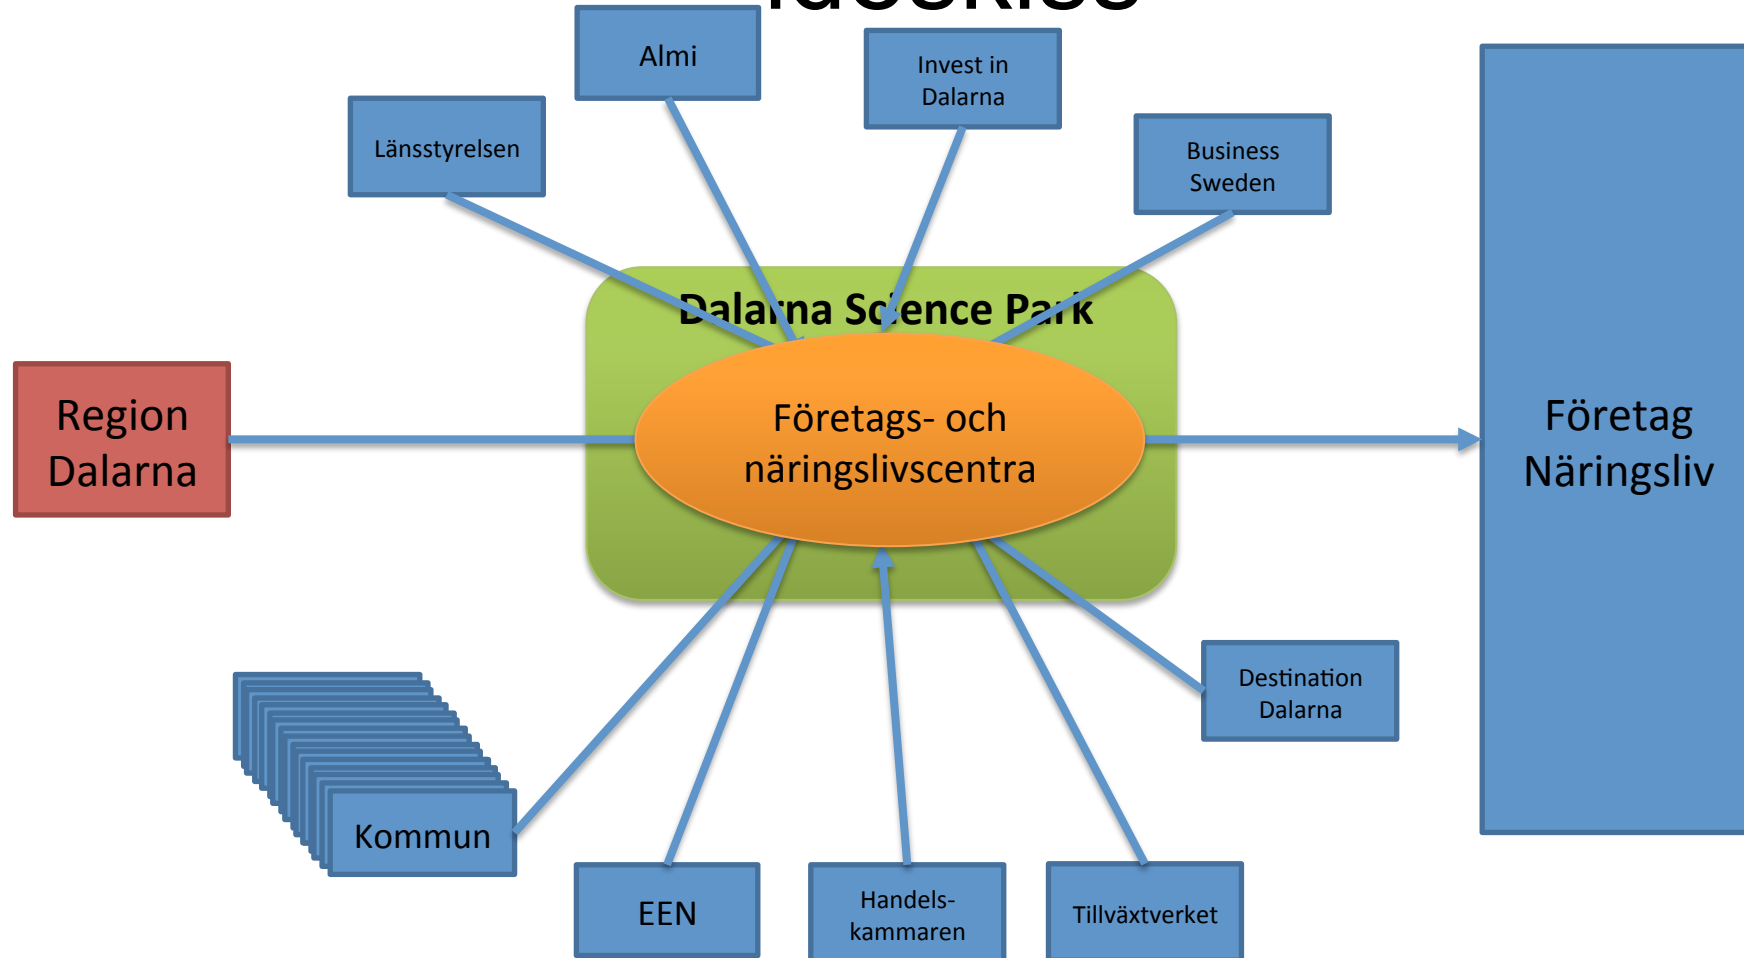 Idéskiss
Almi
Invest in
Dalarna
Länsstyrelsen
Business
Sweden
Dalarna Science Park
Region
Dalarna
Företags- och
näringslivscentra
Företag
Näringsliv
Destination
Dalarna
Kommun
EEN
Handels-
kammaren
Tillväxtverket